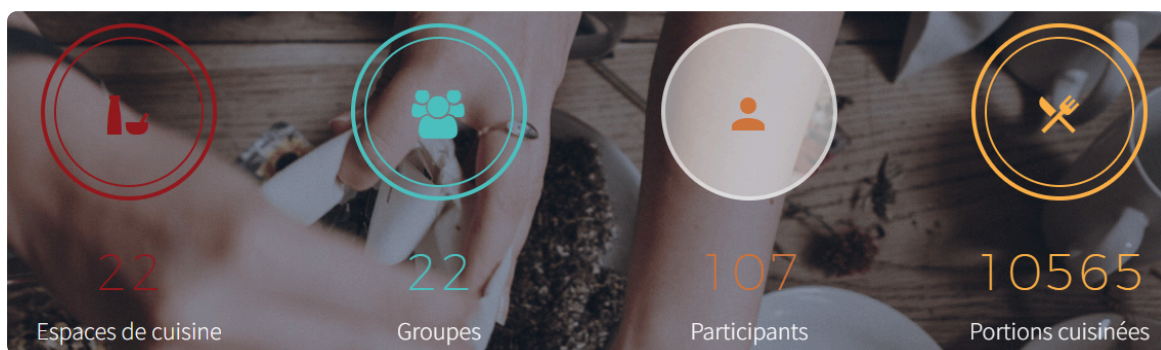 22
22
107
10565
Espaces de cuisine
Groupes
Participants
Portions cuisinées